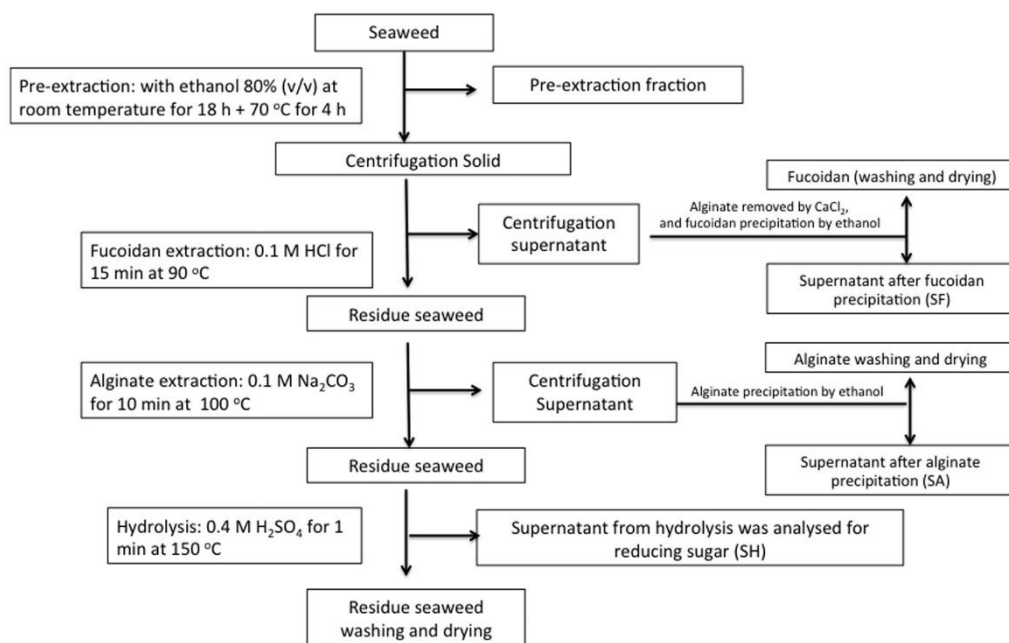 Seaweed
Pre-extraction: with ethanol 80% (v/v) at
room temperature for 18 h + 70 °C for 4 h
Pre-extraction fraction
Centrifugation Solid
Fucoidan (washing and drying)
Alginate removed by CaCl₂,
and fucoidan precipitation by ethanol
Centrifugation
supernatant
Fucoidan extraction: 0.1 M HCl for
15 min at 90 °C
Supernatant after fucoidan
precipitation (SF)
Residue seaweed
Alginate washing and drying
Alginate extraction: 0.1 M Na₂CO₃
for 10 min at 100 °C
Centrifugation
Supernatant
Alginate precipitation by ethanol
Residue seaweed
Supernatant after alginate
precipitation (SA)
Hydrolysis: 0.4 M H₂SO₄ for 1
min at 150 °C
Supernatant from hydrolysis was analysed for
reducing sugar (SH)
Residue seaweed
washing and drying